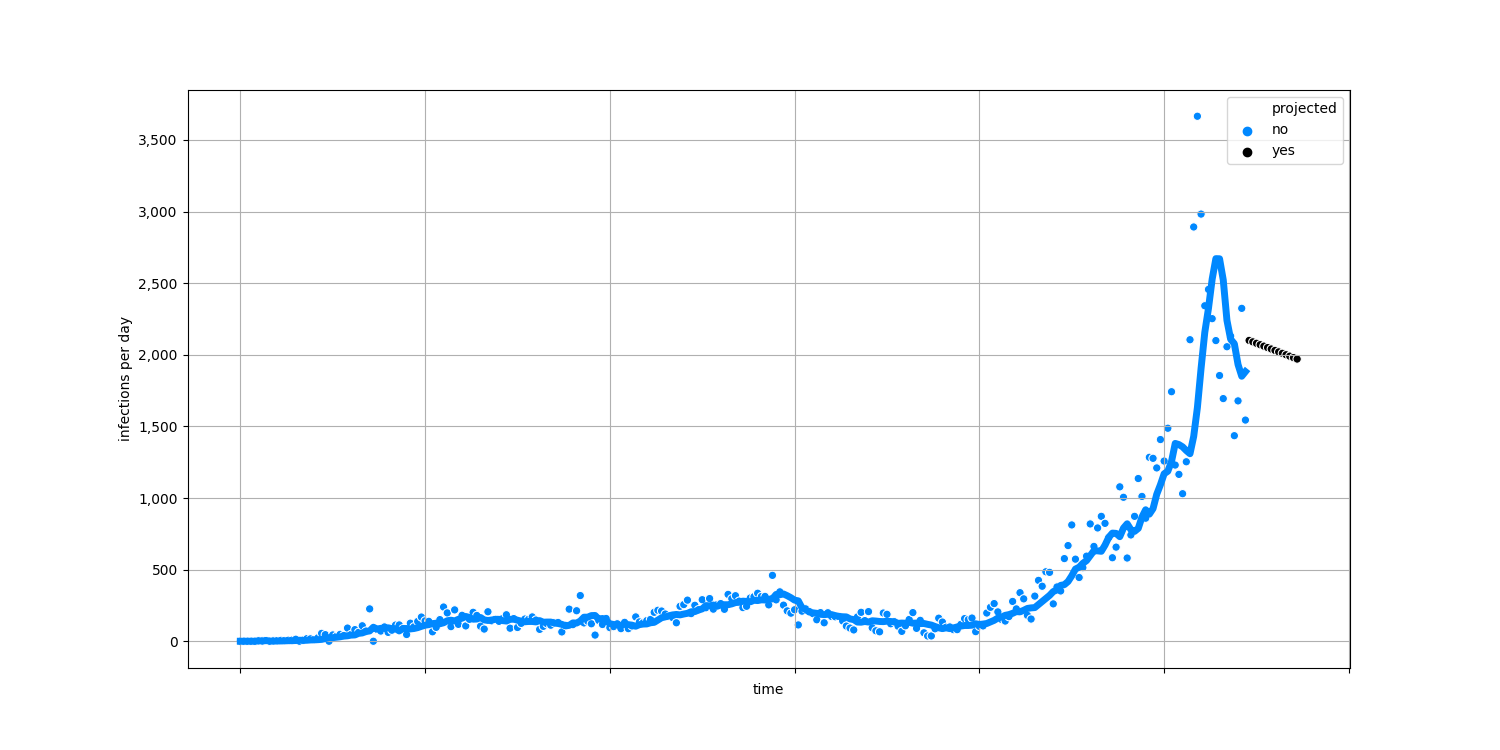 projected
no
yes
3,500
3,000
2,500
2,000
1,500
1,000
500
0
infections per day
time